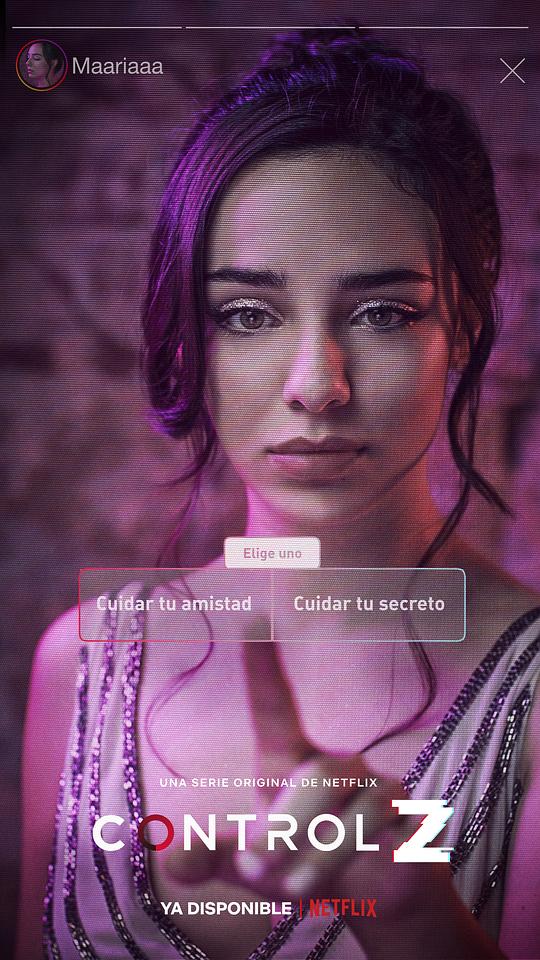 Maariaaa
Elige uno
Cuidar tu amistad
Cuidar tu secreto
UNA SERIE ORIGINAL DE NETFLIX
CONTROL Z
YA DISPONIBLE | NETFLIX